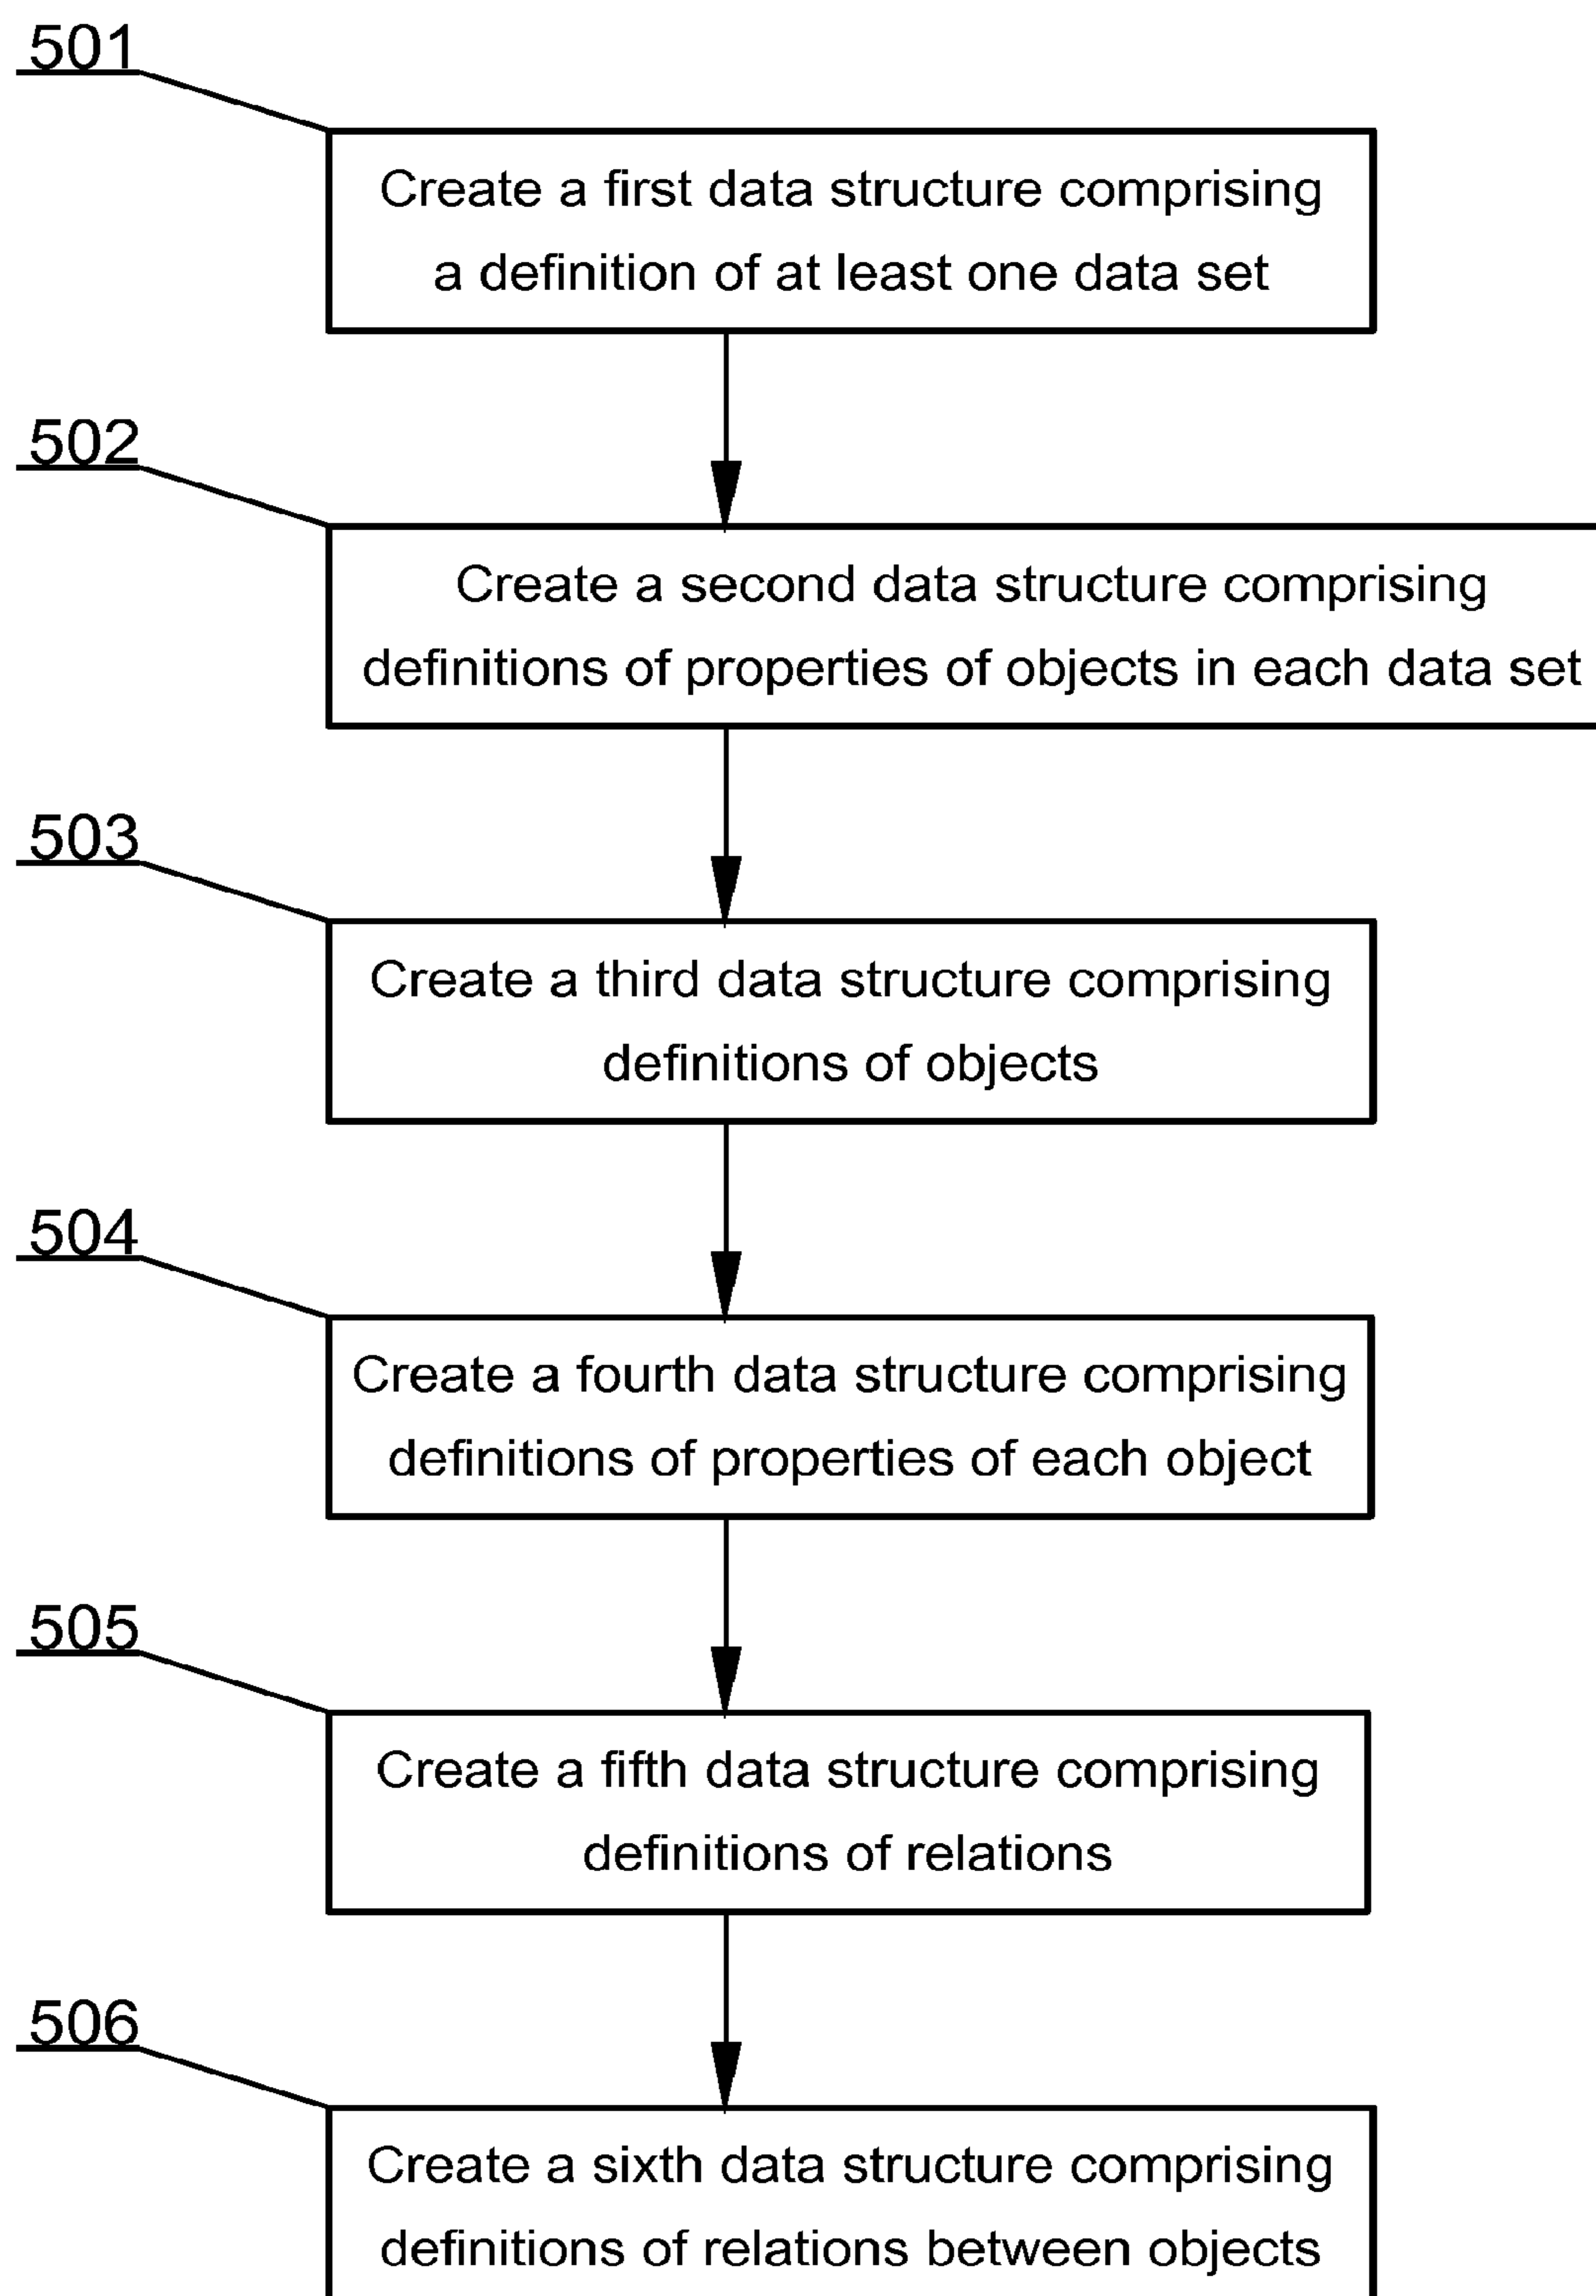 501
Create a first data structure comprising
a definition of at least one data set
502
Create a second data structure comprising
definitions of properties of objects in each data set
503
Create a third data structure comprising
definitions of objects
504
Create a fourth data structure comprising
definitions of properties of each object
505
Create a fifth data structure comprising
definitions of relations
506
Create a sixth data structure comprising
definitions of relations between objects